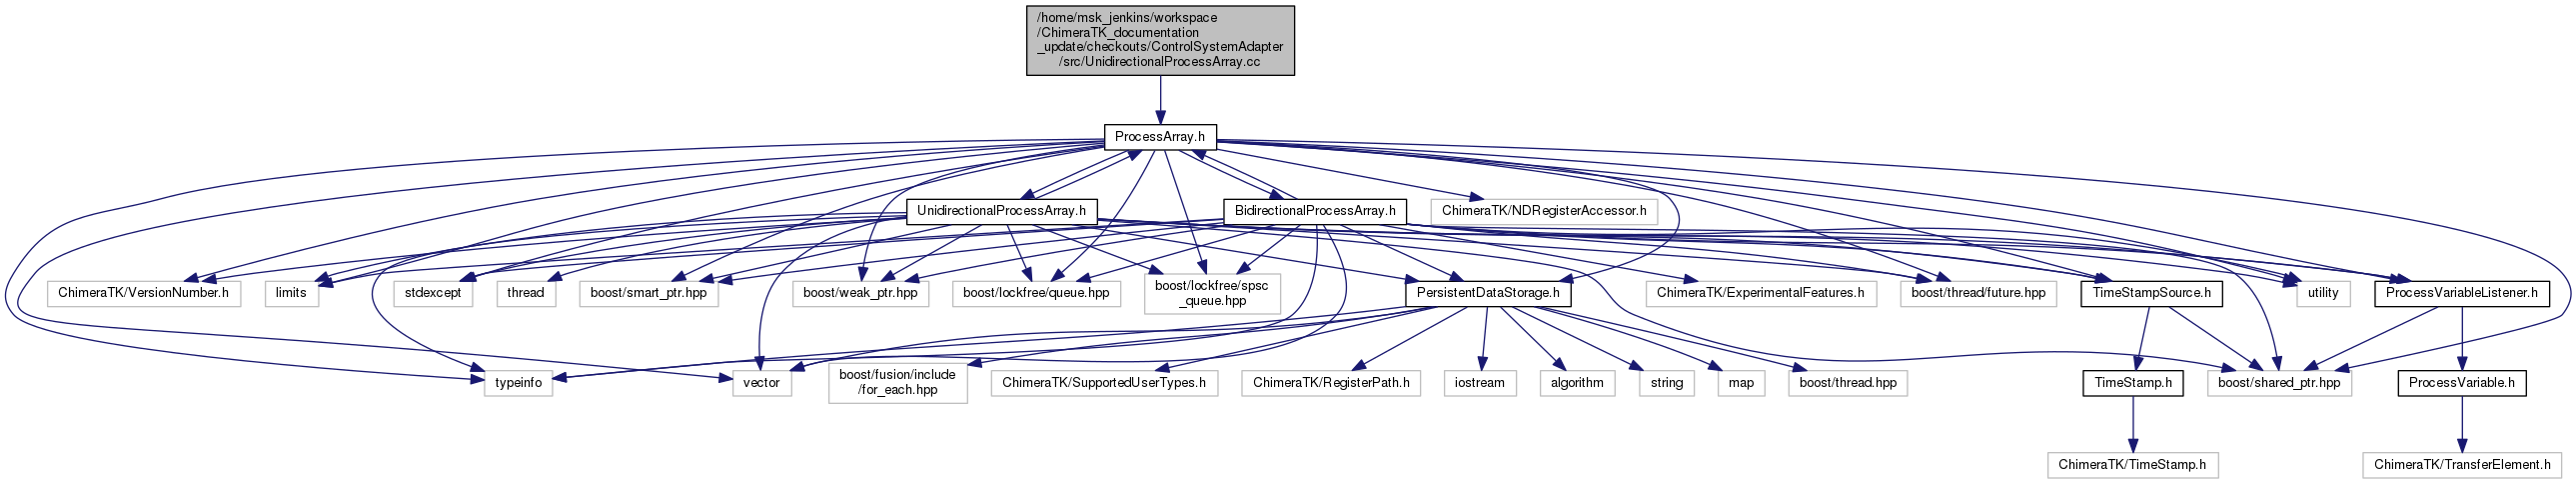 /home/msk_jenkins/workspace
/ChimeraTK_documentation
_update/checkouts/ControlSystemAdapter
/src/UnidirectionalProcessArray.cc
ProcessArray.h
UnidirectionalProcessArray.h
BidirectionalProcessArray.h
ChimeraTK/NDRegisterAccessor.h
ChimeraTK/VersionNumber.h
limits
stdexcept
thread
boost/smart_ptr.hpp
boost/weak_ptr.hpp
boost/lockfree/queue.hpp
boost/lockfree/spsc
_queue.hpp
PersistentDataStorage.h
ChimeraTK/ExperimentalFeatures.h
boost/thread/future.hpp
TimeStampSource.h
utility
ProcessVariableListener.h
typeinfo
vector
boost/fusion/include
/for_each.hpp
ChimeraTK/SupportedUserTypes.h
ChimeraTK/RegisterPath.h
iostream
algorithm
string
map
boost/thread.hpp
TimeStamp.h
boost/shared_ptr.hpp
ProcessVariable.h
ChimeraTK/TimeStamp.h
ChimeraTK/TransferElement.h